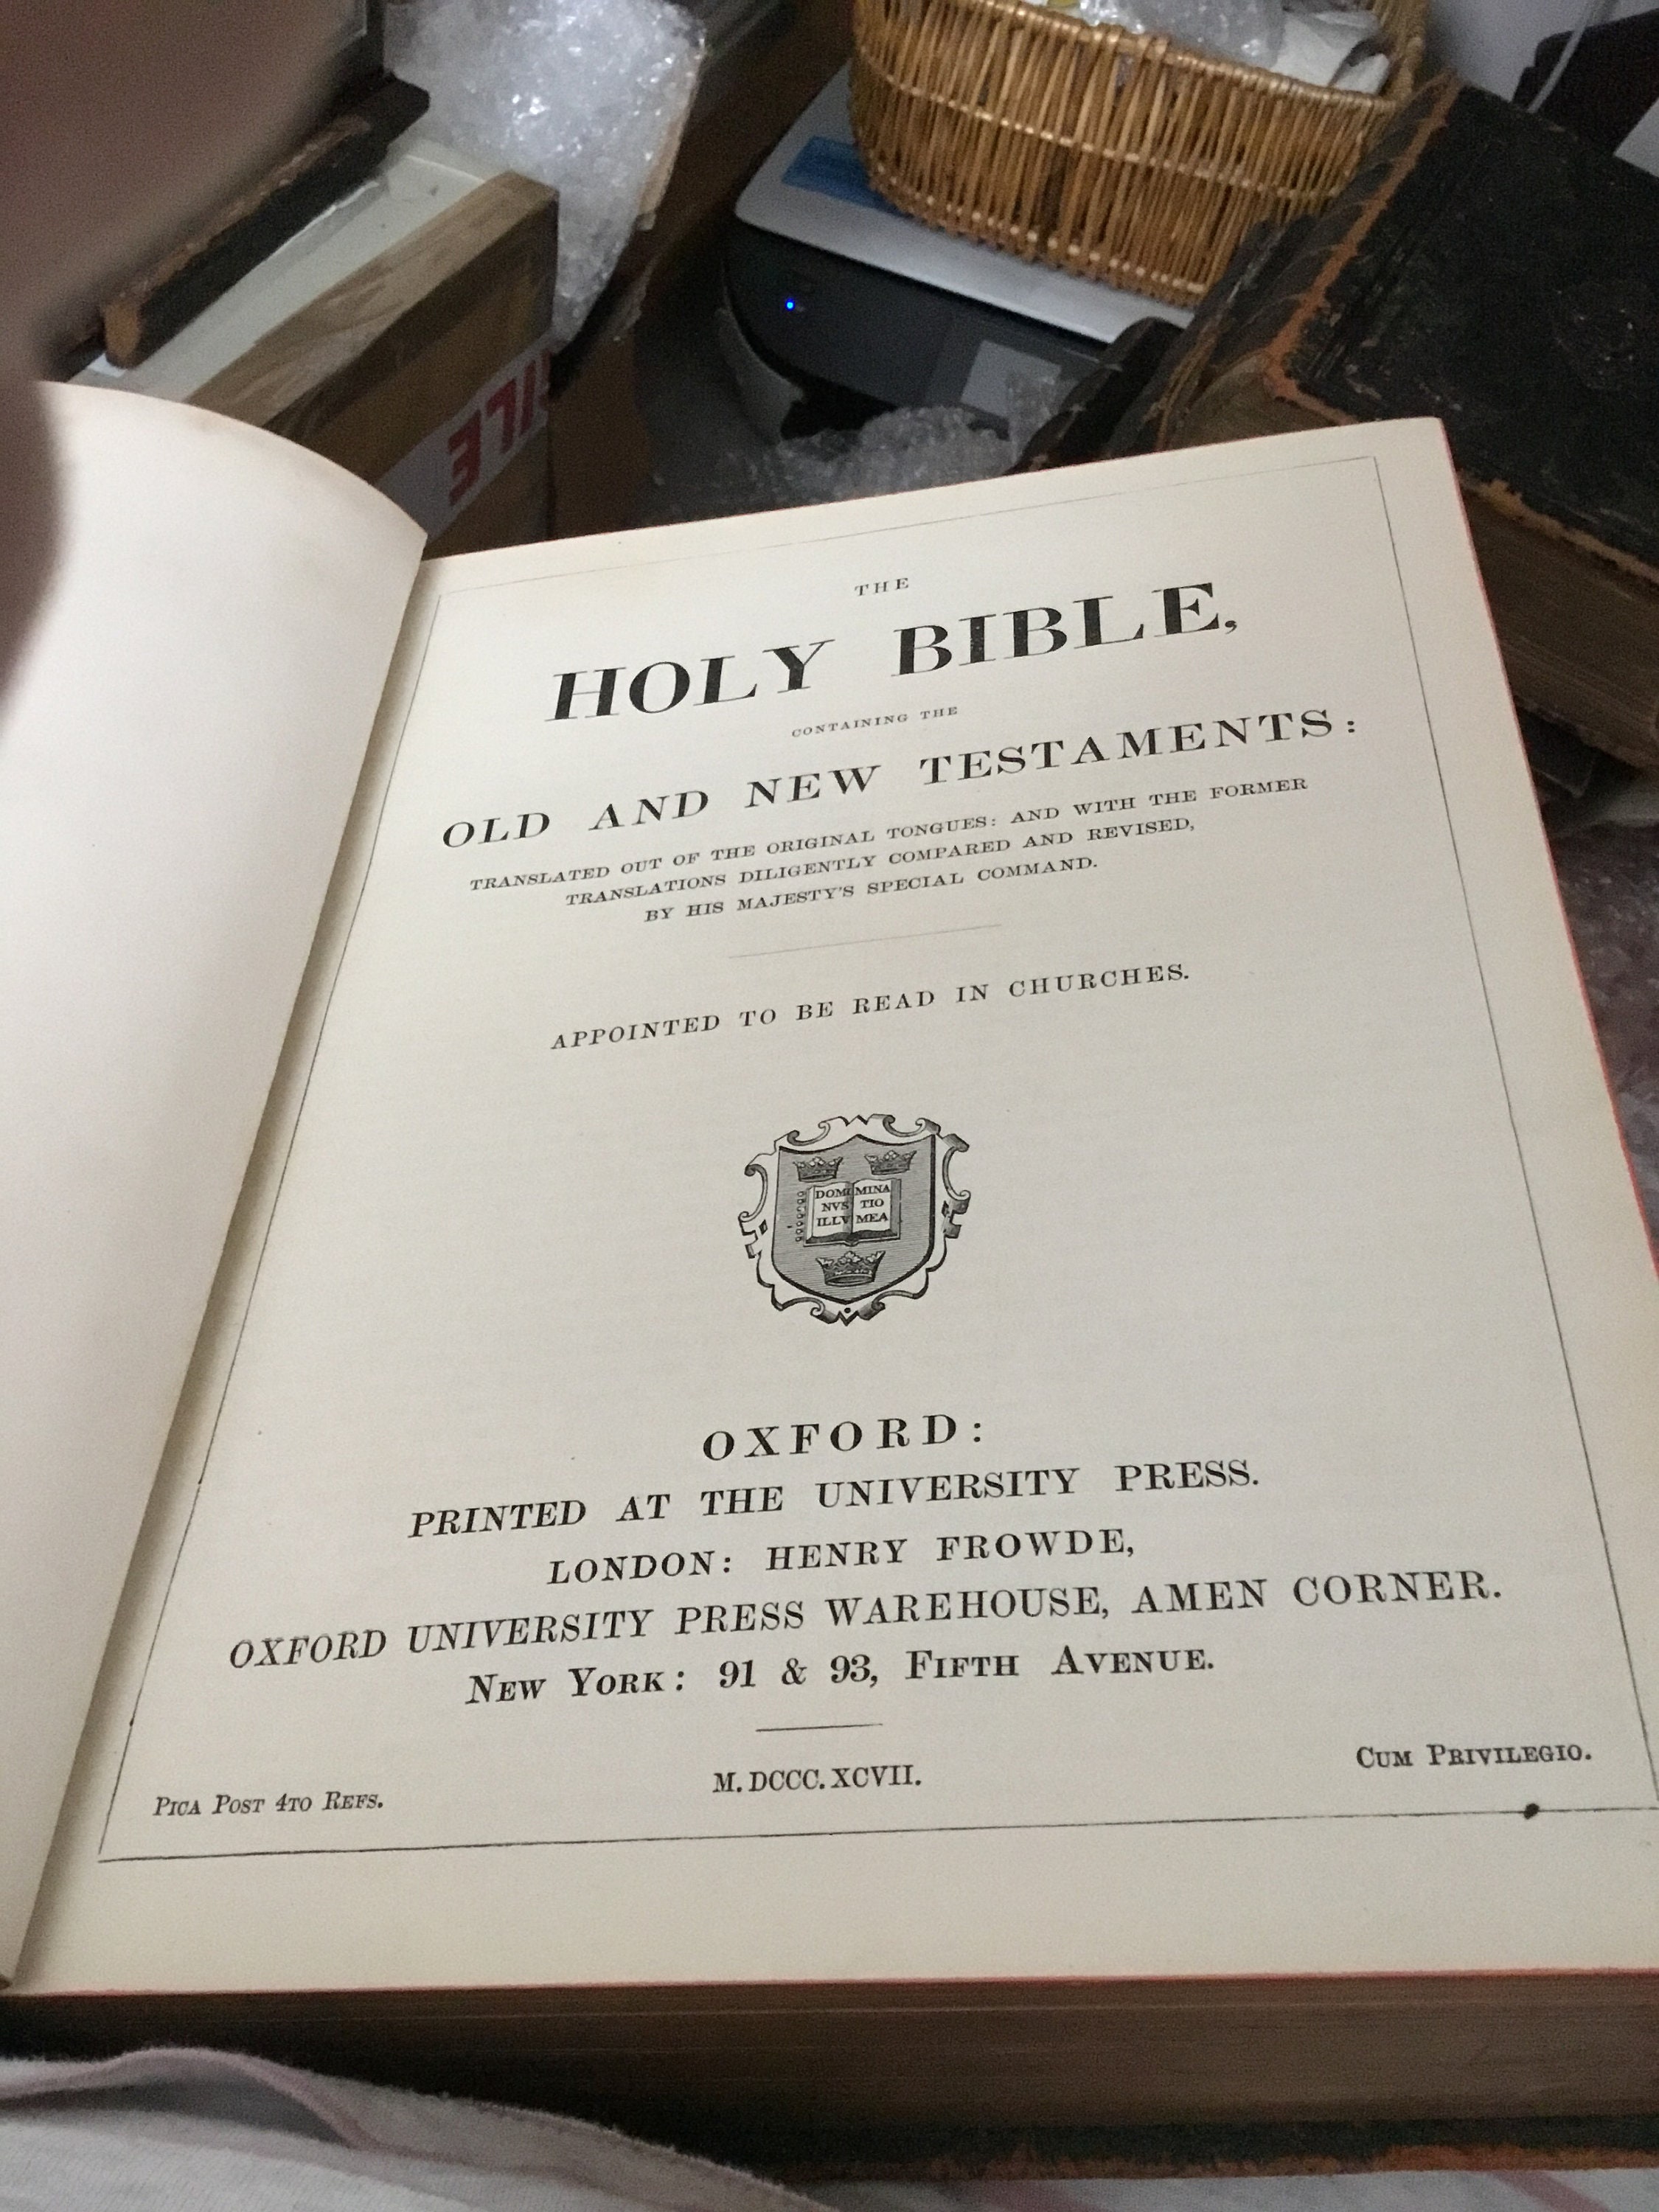 FILE
THE
HOLY BIBLE,
CONTAINING THE
OLD AND NEW TESTAMENTS:
TRANSLATED OUT OF THE ORIGINAL TONGUES: AND WITH THE FORMER
TRANSLATIONS DILIGENTLY COMPARED AND REVISED,
BY HIS MAJESTY'S SPECIAL COMMAND.
APPOINTED TO BE READ IN CHURCHES.
DOMI MINA
NVS TIO
ILLV MEA
OXFORD:
PRINTED AT THE UNIVERSITY PRESS.
LONDON: HENRY FROWDE,
OXFORD UNIVERSITY PRESS WAREHOUSE, AMEN CORNER.
NEW YORK: 91 & 93, FIFTH AVENUE.
PICA POST 4TO REFS. M.DCCC.XCVII. CUM PRIVILEGIO.